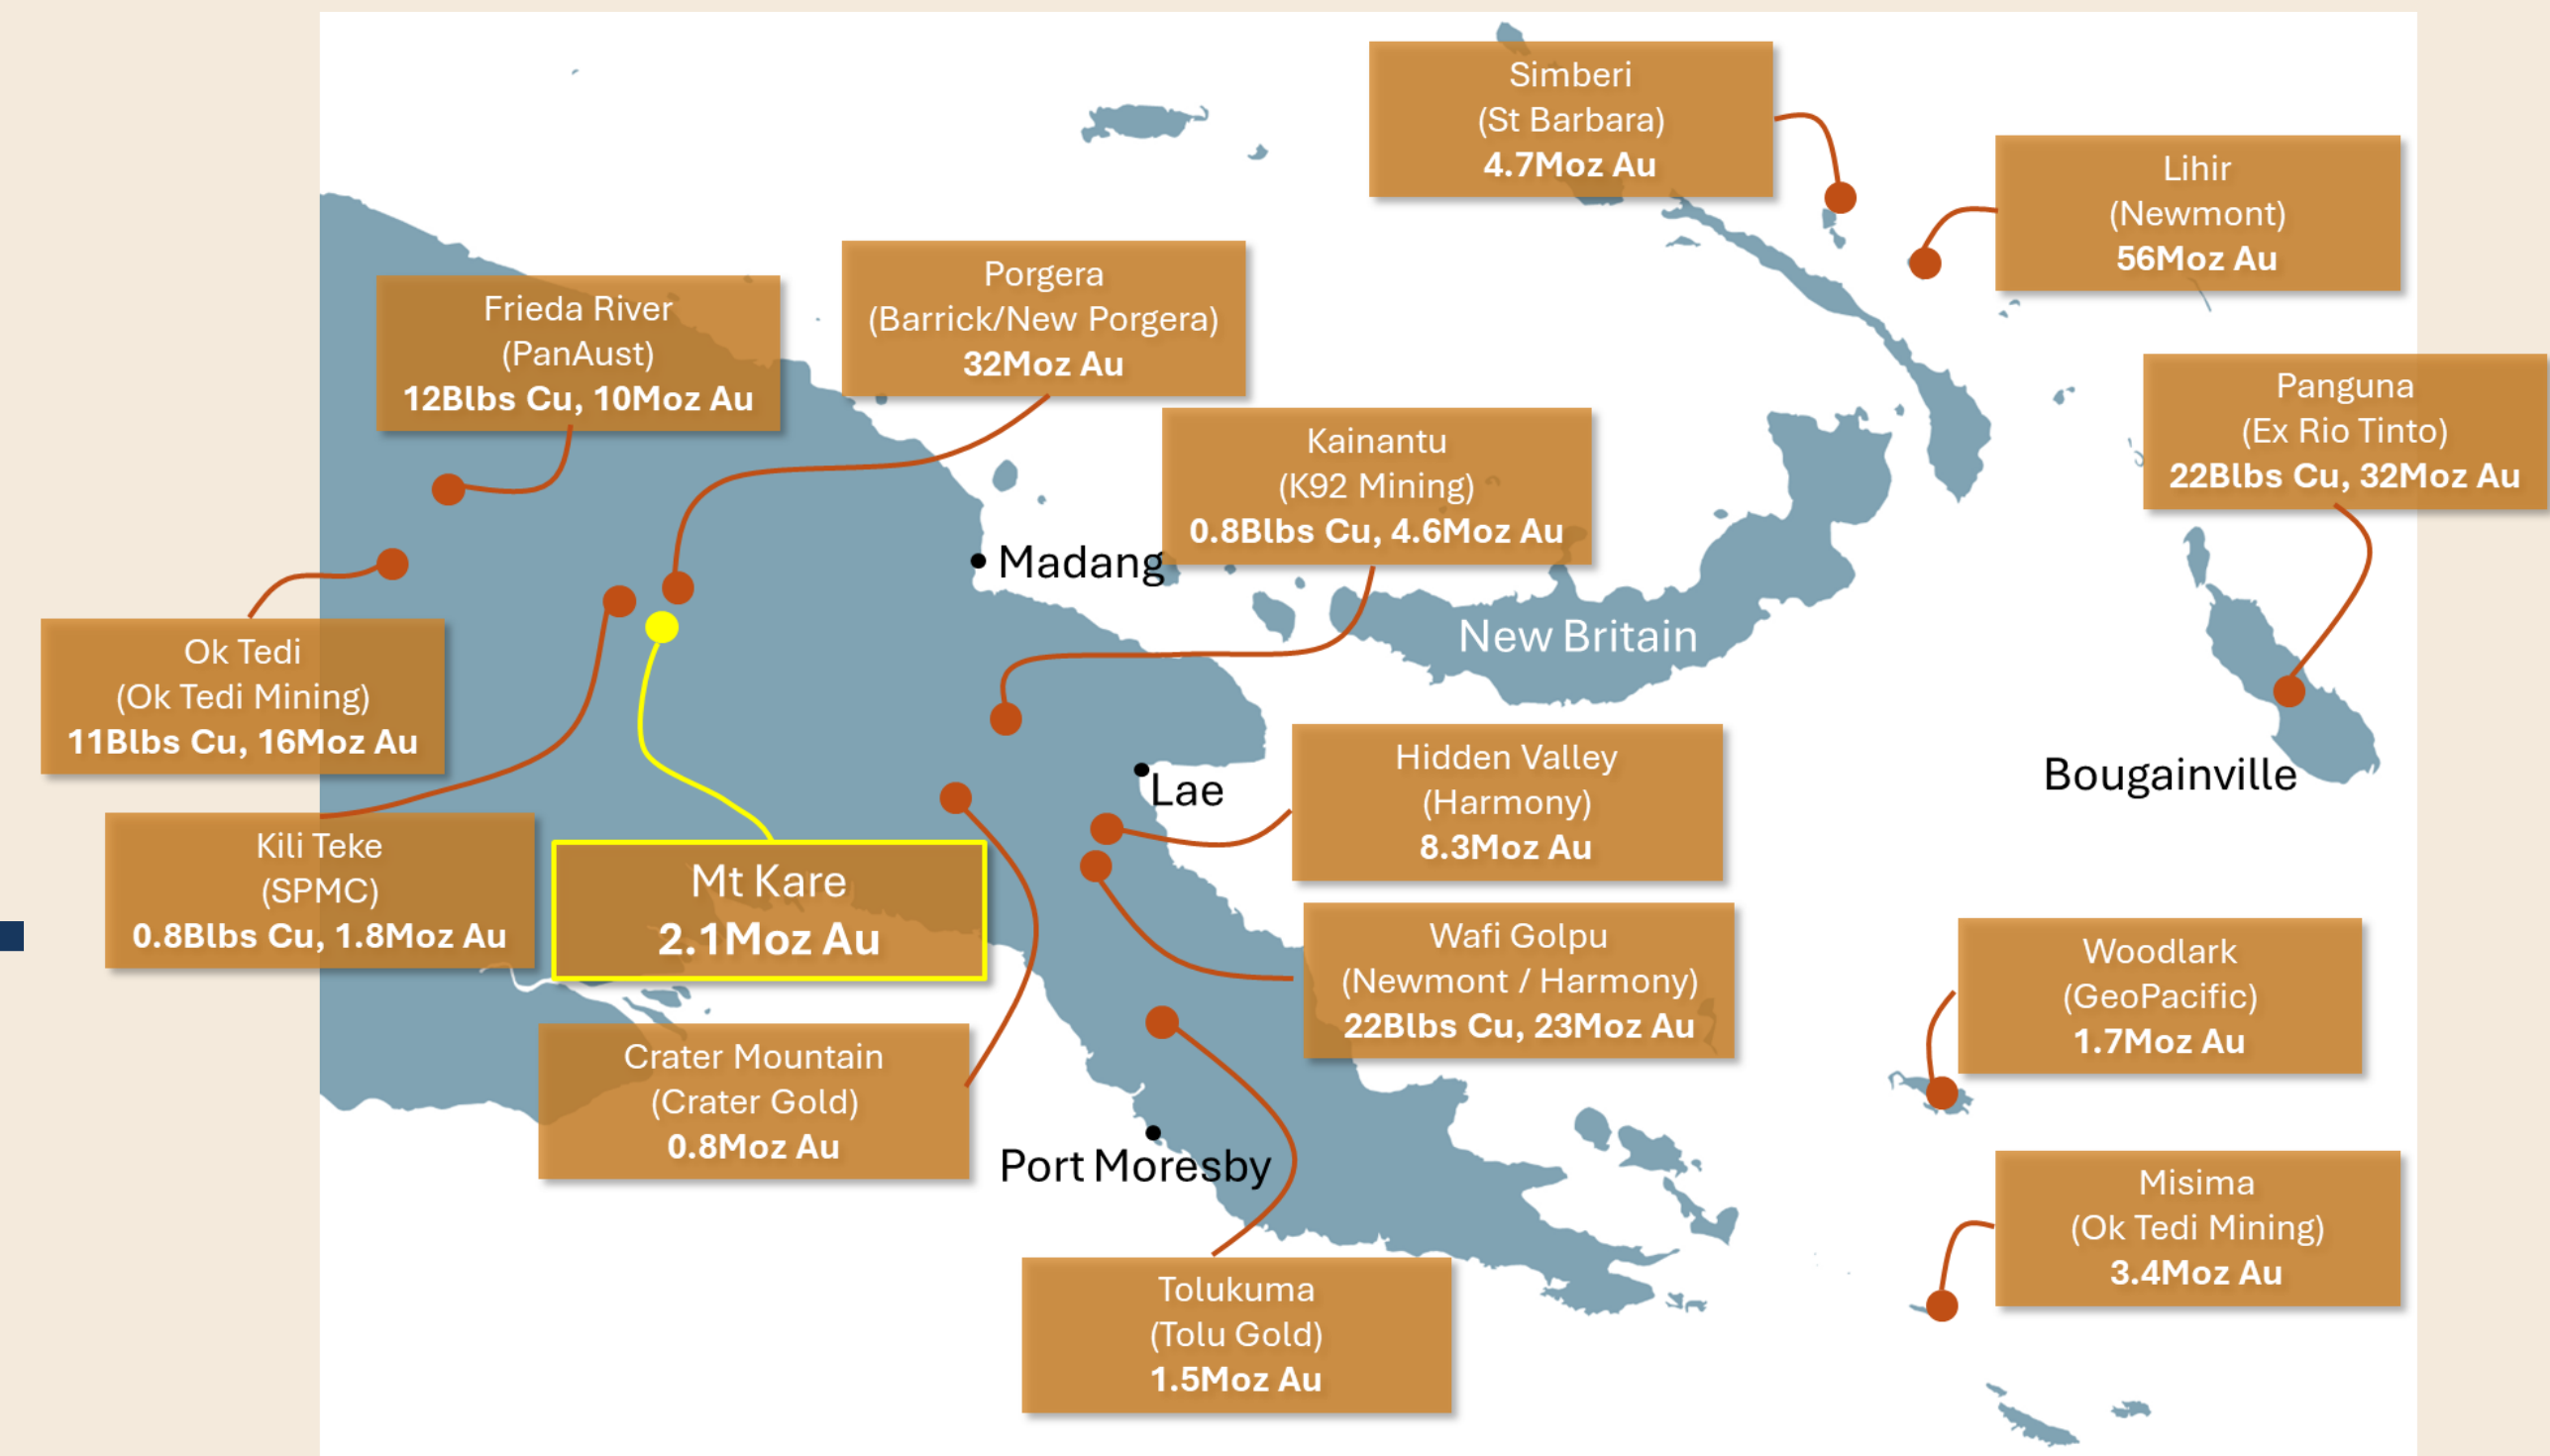 Simberi
(St Barbara)
4.7Moz Au
Lihir
(Newmont)
56Moz Au
Porgera
(Barrick/New Porgera)
32Moz Au
Frieda River
(PanAust)
12Blbs Cu, 10Moz Au
Panguna
(Ex Rio Tinto)
22Blbs Cu, 32Moz Au
Kainantu
(K92 Mining)
0.8Blbs Cu, 4.6Moz Au
Madang
New Britain
Ok Tedi
(Ok Tedi Mining)
11Blbs Cu, 16Moz Au
Hidden Valley
(Harmony)
8.3Moz Au
Lae
Bougainville
Kili Teke
(SPMC)
0.8Blbs Cu, 1.8Moz Au
Mt Kare
2.1Moz Au
Wafi Golpu
(Newmont / Harmony)
22Blbs Cu, 23Moz Au
Woodlark
(GeoPacific)
1.7Moz Au
Crater Mountain
(Crater Gold)
0.8Moz Au
Port Moresby
Misima
(Ok Tedi Mining)
3.4Moz Au
Tolukuma
(Tolu Gold)
1.5Moz Au